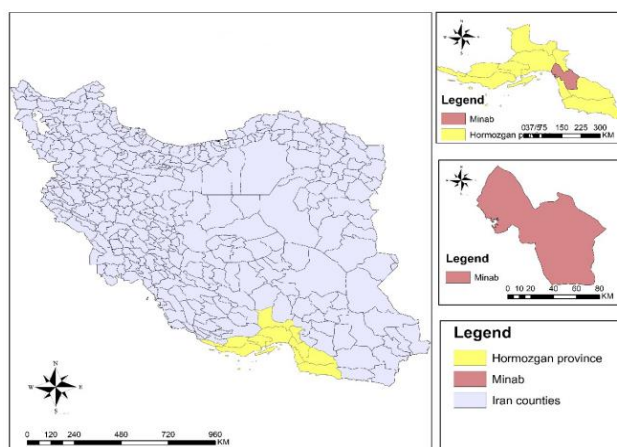 N
W E
S
0 120 240 480 720 960
KM
Legend
Minab
Hormozgan
150 225 300
KM
Legend
Minab
0 10 20 40 60 80
KM
Legend
Hormozgan province
Minab
Iran counties